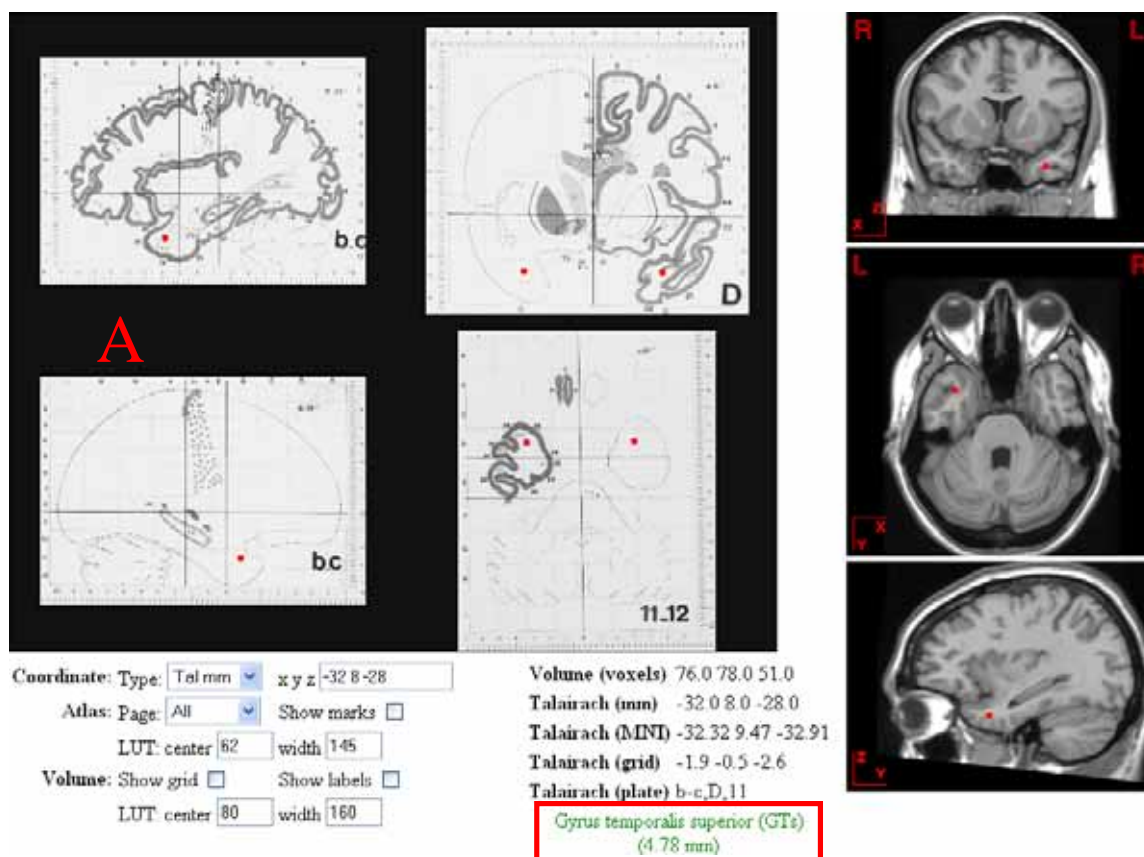 R L
b.c
D
A
L R
b.c
11_12
X Z
X
Y
Z
Y
Coordinate: Type: Tal mm x y z -32 8 -28
Atlas: Page: All Show marks
LUT: center 62 width 145
Volume: Show grid Show labels
LUT: center 80 width 160
Volume (voxels) 76.0 78.0 51.0
Talairach (mm) -32 0 8.0 -28.0
Talairach (MNI) -32.32 9.47 -32.91
Talairach (grid) -1.9 -0.5 -2.6
Talairach (plate) b-c,D,11
Gyrus temporalis superior (GTs)
(4.78 mm)